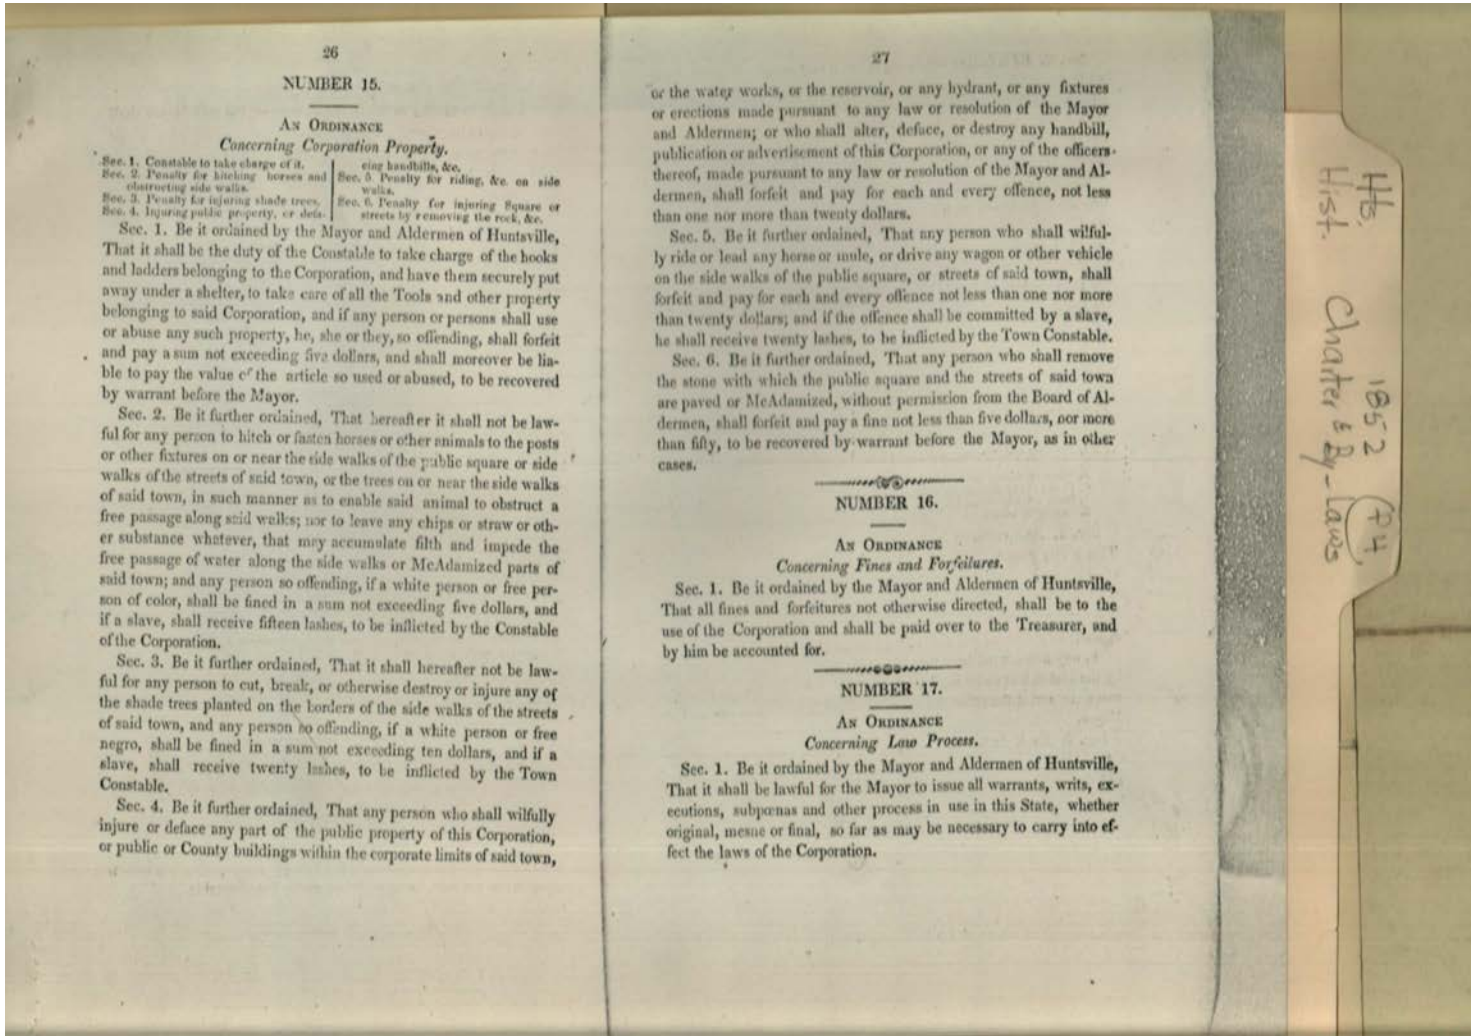 26
NUMBER 15.
AN ORDINANCE
Concerning Corporation Property.
Sec. 1. Constable to take charge of it.
Sec. 2. Penalty for hitching horses and
obstructing side walks.
Sec. 3. Penalty for injuring shade trees.
Sec. 4. Injuring public property, or defa-
cing handbills, &c.
Sec. 5. Penalty for riding, &c. on side
walks.
Sec. 6. Penalty for injuring Square or
streets by removing the rock, &c.
Sec. 1. Be it ordained by the Mayor and Aldermen of Huntsville,
That it shall be the duty of the Constable to take charge of the hooks
and ladders belonging to the Corporation, and have them securely put
away under a shelter, to take care of all the Tools and other property
belonging to said Corporation, and if any person or persons shall use
or abuse any such property, he, she or they, so offending, shall forfeit
and pay a sum not exceeding five dollars, and shall moreover be lia-
ble to pay the value of the article so used or abused, to be recovered
by warrant before the Mayor.
Sec. 2. Be it further ordained, That hereafter it shall not be law-
ful for any person to hitch or fasten horses or other animals to the posts
or other fixtures on or near the side walks of the public square or side
walks of the streets of said town, or the trees on or near the side walks
of said town, in such manner as to enable said animal to obstruct a
free passage along said walks; nor to leave any chips or straw or oth-
er substance whatever, that may accumulate filth and impede the
free passage of water along the side walks or McAdamized parts of
said town; and any person so offending, if a white person or free per-
son of color, shall be fined in a sum not exceeding five dollars, and
if a slave, shall receive fifteen lashes, to be inflicted by the Constable
of the Corporation.
Sec. 3. Be it further ordained, That it shall hereafter not be law-
ful for any person to cut, break, or otherwise destroy or injure any of
the shade trees planted on the borders of the side walks of the streets
of said town, and any person so offending, if a white person or free
negro, shall be fined in a sum not exceeding ten dollars, and if a
slave, shall receive twenty lashes, to be inflicted by the Town
Constable.
Sec. 4. Be it further ordained, That any person who shall wilfully
injure or deface any part of the public property of this Corporation,
or public or County buildings within the corporate limits of said town,
27
or the water works, or the reservoir, or any hydrant, or any fixtures
or erections made pursuant to any law or resolution of the Mayor
and Aldermen; or who shall alter, deface, or destroy any handbill,
publication or advertisement of this Corporation, or any of the officers
thereof, made pursuant to any law or resolution of the Mayor and Al-
dermen, shall forfeit and pay for each and every offence, not less
than one nor more than twenty dollars.
Sec. 5. Be it further ordained, That any person who shall wilful-
ly ride or lead any horse or mule, or drive any wagon or other vehicle
on the side walks of the public square, or streets of said town, shall
forfeit and pay for each and every offence not less than one nor more
than twenty dollars; and if the offence shall be committed by a slave,
he shall receive twenty lashes, to be inflicted by the Town Constable.
Sec. 6. Be it further ordained, That any person who shall remove
the stone with which the public square and the streets of said town
are paved or McAdamized, without permission from the Board of Al-
dermen, shall forfeit and pay a fine not less than five dollars, nor more
than fifty, to be recovered by warrant before the Mayor, as in other
cases.
NUMBER 16.
AN ORDINANCE
Concerning Fines and Forfeitures.
Sec. 1. Be it ordained by the Mayor and Aldermen of Huntsville,
That all fines and forfeitures not otherwise directed, shall be to the
use of the Corporation and shall be paid over to the Treasurer, and
by him be accounted for.
NUMBER 17.
AN ORDINANCE
Concerning Law Process.
Sec. 1. Be it ordained by the Mayor and Aldermen of Huntsville,
That it shall be lawful for the Mayor to issue all warrants, writs, ex-
ecutions, subpœnas and other process in use in this State, whether
original, mesne or final, so far as may be necessary to carry into ef-
fect the laws of the Corporation.
Hts. 1852 P4
Hist. Charter & By-Laws